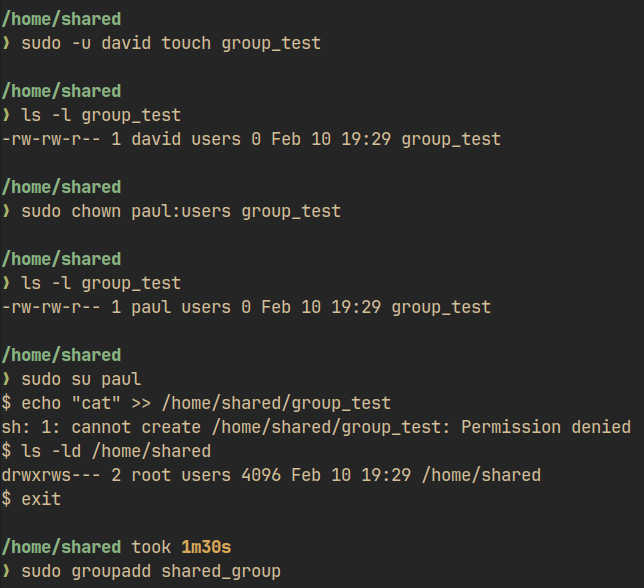 /home/shared
❯ sudo -u david touch group_test
/home/shared
❯ ls -l group_test
-rw-rw-r-- 1 david users 0 Feb 10 19:29 group_test
/home/shared
❯ sudo chown paul:users group_test
/home/shared
❯ ls -l group_test
-rw-rw-r-- 1 paul users 0 Feb 10 19:29 group_test
/home/shared
❯ sudo su paul
$ echo "cat" >> /home/shared/group_test
sh: 1: cannot create /home/shared/group_test: Permission denied
$ ls -ld /home/shared
drwxrws--- 2 root users 4096 Feb 10 19:29 /home/shared
$ exit
/home/shared took 1m30s
❯ sudo groupadd shared_group